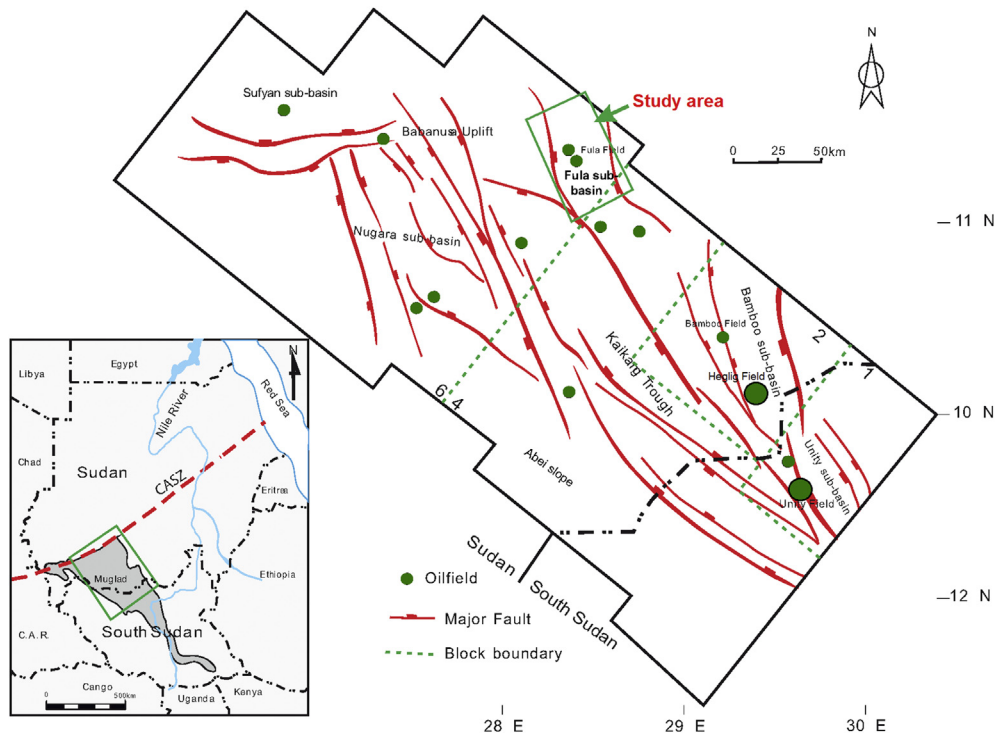 N
Sufyan sub-basin
Study area
Babanusa Uplift
Fula Field
Fula sub-
basin
0 25 50km
11 N
Nugara sub-basin
Bamboo sub-basin
Bamboo Field
2
Kaikang Trough
1
Heglig Field
6 4
10 N
Unity sub-basin
Abei slope
Unity Field
Sudan
South Sudan
Oilfield
Major Fault
Block boundary
12 N
28 E
29 E
30 E
N
Libya
Egypt
Red Sea
Nile River
Chad
Sudan
CASZ
Eritrea
Muglad
Ethiopia
South Sudan
C.A.R.
Cango
Kenya
Uganda
0 500km